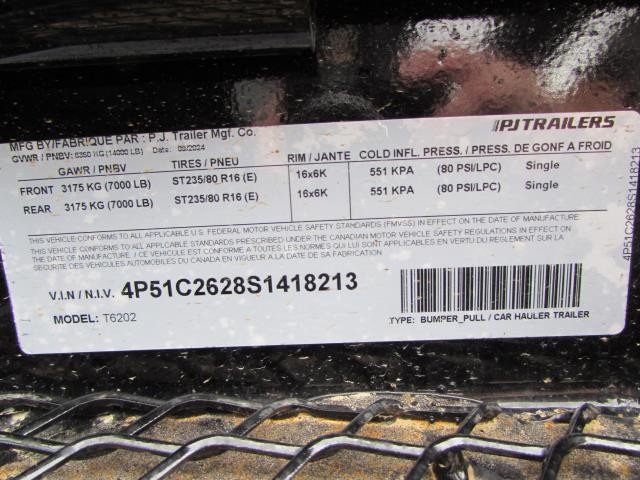 PJTRAILERS
MFG BY/FABRIQUE PAR : P.J. Trailer Mfg. Co.
GVWR / PNBV: 6350 KG (14000 LB) Date: 09/2024
GAWR / PNBV TIRES / PNEU RIM / JANTE COLD INFL. PRESS. / PRESS. DE GONF A FROID
FRONT 3175 KG (7000 LB) ST235/80 R16 (E) 16x6K 551 KPA (80 PSI/LPC) Single
REAR 3175 KG (7000 LB) ST235/80 R16 (E) 16x6K 551 KPA (80 PSI/LPC) Single
THIS VEHICLE CONFORMS TO ALL APPLICABLE U.S. FEDERAL MOTOR VEHICLE SAFETY STANDARDS (FMVSS) IN EFFECT ON THE DATE OF MANUFACTURE
THIS VEHICLE CONFORMS TO ALL APPLICABLE STANDARDS PRESCRIBED UNDER THE CANADIAN MOTOR VEHICLE SAFETY REGULATIONS IN EFFECT ON THE
DATE OF MANUFACTURE. / CE VEHICULE EST CONFORME A TOUTES LES NORMES QUI LUI SONT APPLICABLES EN VERTU DU REGLEMENT SUR LA
SECURITE DES VEHICULES AUTOMOBILES DU CANADA EN VIGUEUR A LA DATE DE SA FABRICATION
V.I.N / N.I.V. 4P51C2628S1418213
MODEL: T6202
TYPE: BUMPER_PULL / CAR HAULER TRAILER
4P51C2628S1418213